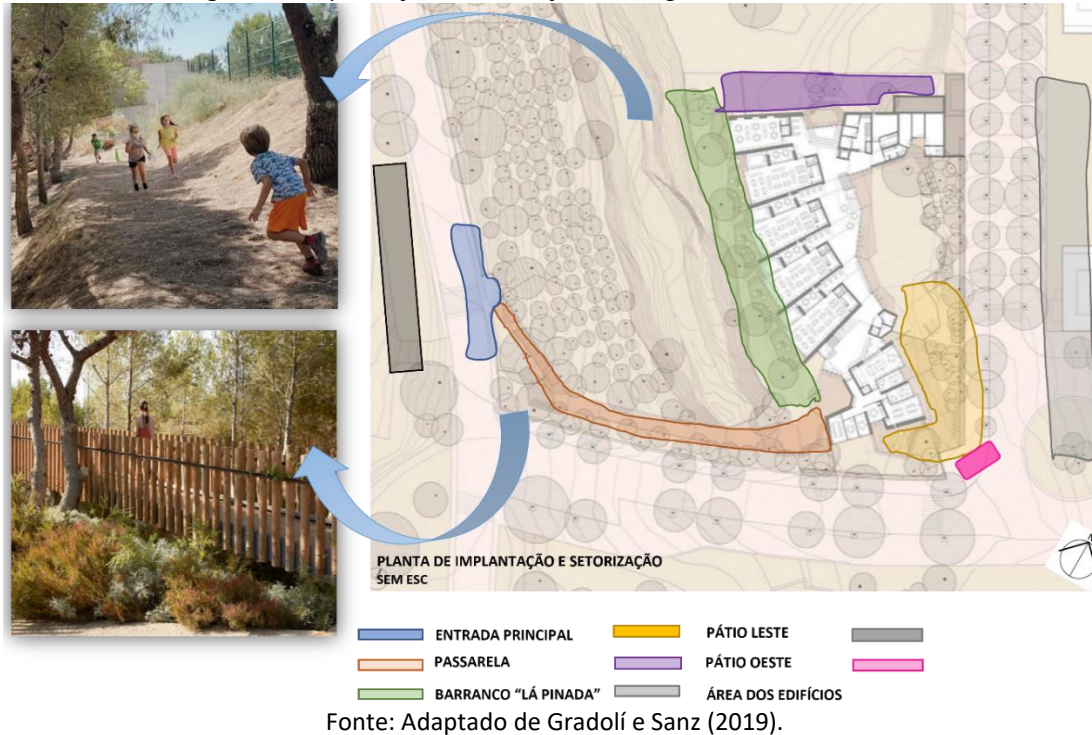 PLANTA DE IMPLANTAÇÃO E SETORIZAÇÃO
SEM ESC
ENTRADA PRINCIPAL
PÁTIO LESTE
PASSARELA
PÁTIO OESTE
BARRANCO “LÁ PINADA”
ÁREA DOS EDIFÍCIOS
Fonte: Adaptado de Gradolí e Sanz (2019).